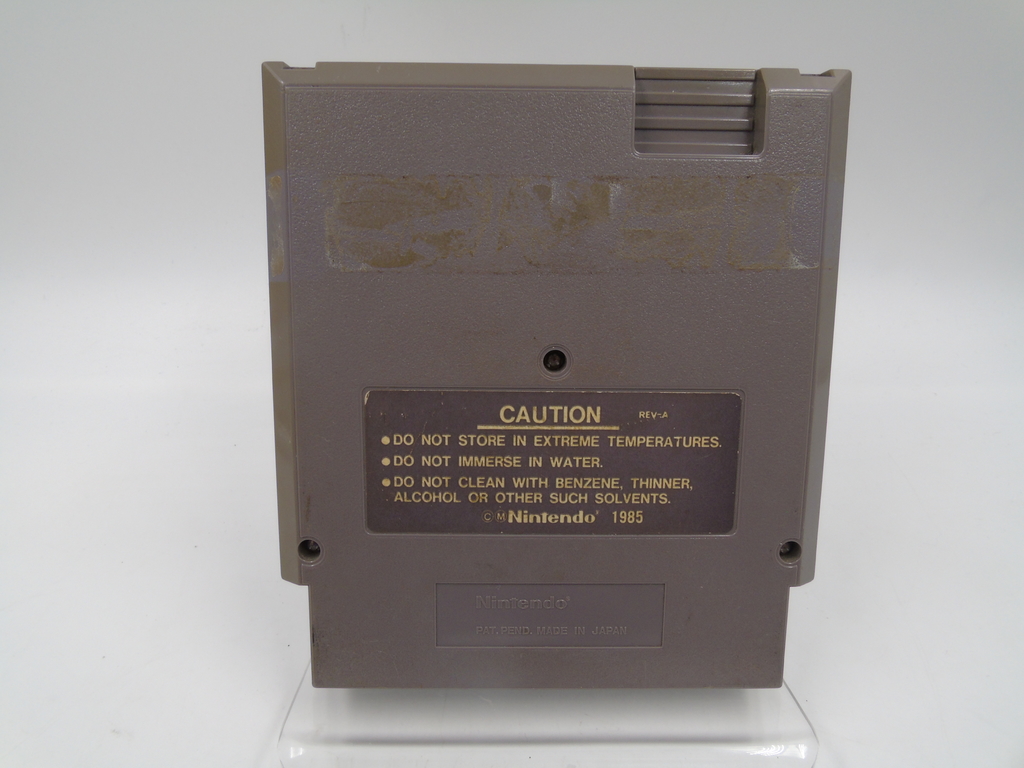 CAUTION REV-A
●DO NOT STORE IN EXTREME TEMPERATURES.
●DO NOT IMMERSE IN WATER.
●DO NOT CLEAN WITH BENZENE, THINNER,
ALCOHOL OR OTHER SUCH SOLVENTS.
©M Nintendo® 1985
Nintendo®
PAT. PEND. MADE IN JAPAN